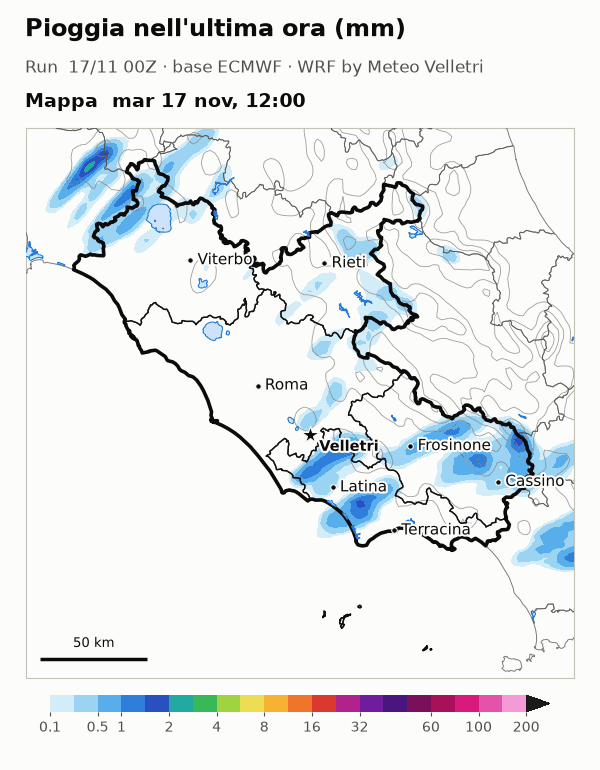 Pioggia nell'ultima ora (mm)
Run  17/11 00Z · base ECMWF · WRF by Meteo Velletri
Mappa  mar 17 nov, 12:00
Viterbo
Rieti
Roma
Velletri
Frosinone
Latina
Cassino
Terracina
50 km
0.1 0.5 1 2 4 8 16 32 60 100 200